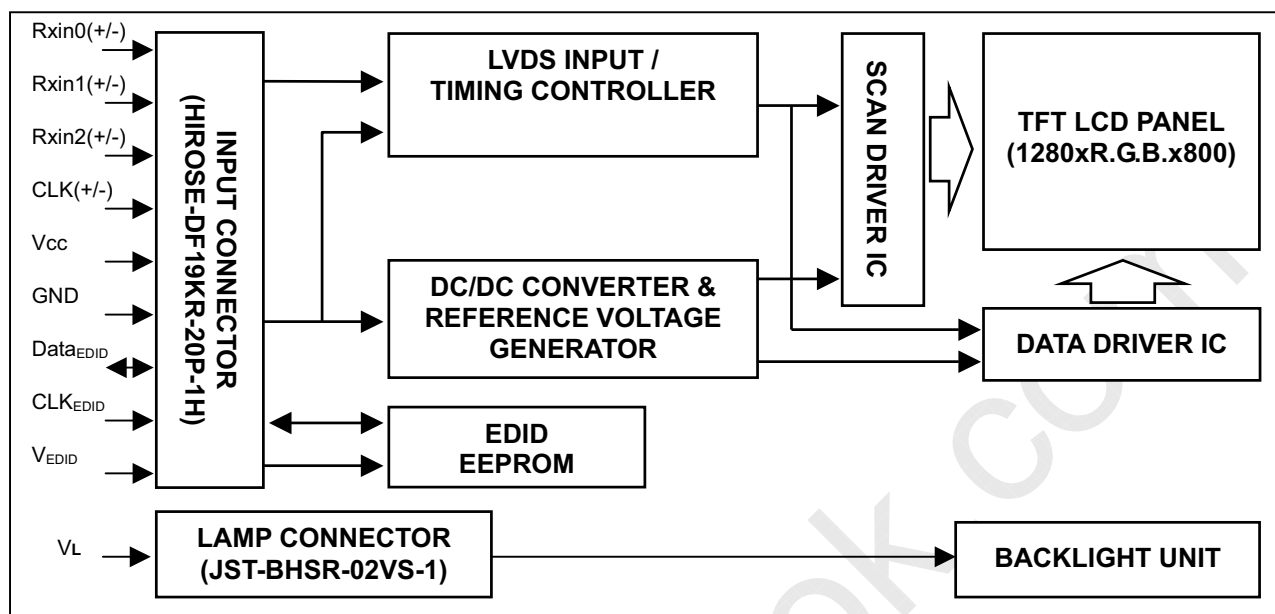 Rxin0(+/-)
Rxin1(+/-)
Rxin2(+/-)
CLK(+/-)
Vcc
GND
DataEDID
CLKEDID
VEDID
VL
INPUT CONNECTOR
(HIROSE-DF19KR-20P-1H)
LVDS INPUT /
TIMING CONTROLLER
DC/DC CONVERTER &
REFERENCE VOLTAGE
GENERATOR
EDID
EEPROM
LAMP CONNECTOR
(JST-BHSR-02VS-1)
SCAN DRIVER IC
TFT LCD PANEL
(1280xR.G.B.x800)
DATA DRIVER IC
BACKLIGHT UNIT
ok com